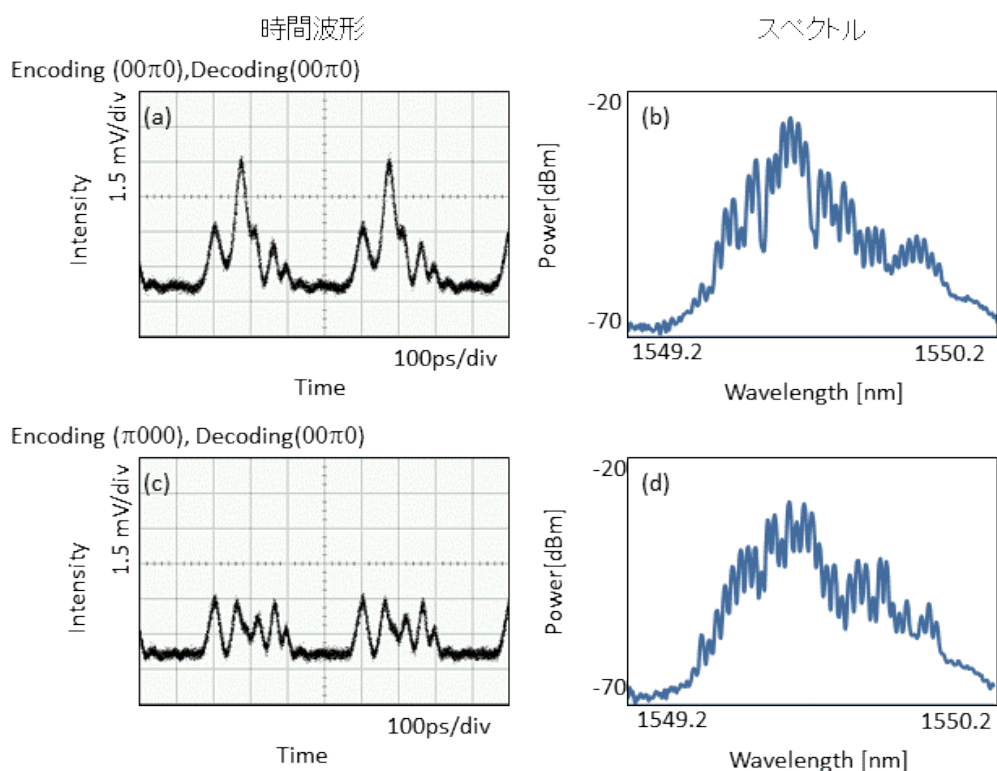 時間波形
スペクトル
Encoding (00π0),Decoding(00π0)
(a)
1.5 mV/div
Intensity
100ps/div
Time
-20
(b)
Power[dBm]
-70
1549.2
1550.2
Wavelength [nm]
Encoding (π000), Decoding(00π0)
(c)
1.5 mV/div
Intensity
100ps/div
Time
-20
(d)
Power[dBm]
-70
1549.2
1550.2
Wavelength [nm]